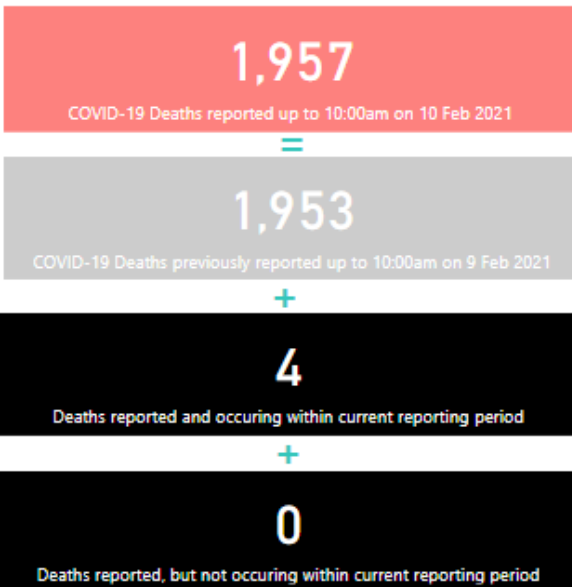 1,957
COVID-19 Deaths reported up to 10:00am on 10 Feb 2021
=
1,953
COVID-19 Deaths previously reported up to 10:00am on 9 Feb 2021
+
4
Deaths reported and occuring within current reporting period
+
0
Deaths reported, but not occuring within current reporting period